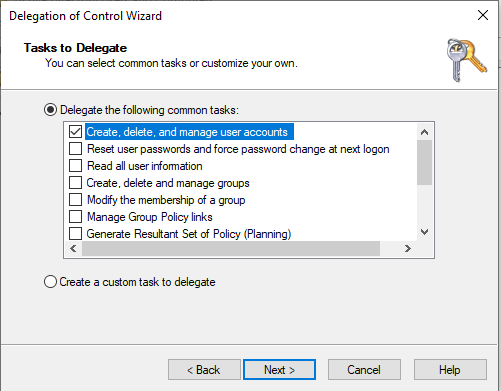 Delegation of Control Wizard
Tasks to Delegate
You can select common tasks or customize your own.
Delegate the following common tasks:
Create, delete, and manage user accounts
Reset user passwords and force password change at next logon
Read all user information
Create, delete and manage groups
Modify the membership of a group
Manage Group Policy links
Generate Resultant Set of Policy (Planning)
Create a custom task to delegate
< Back
Next >
Cancel
Help